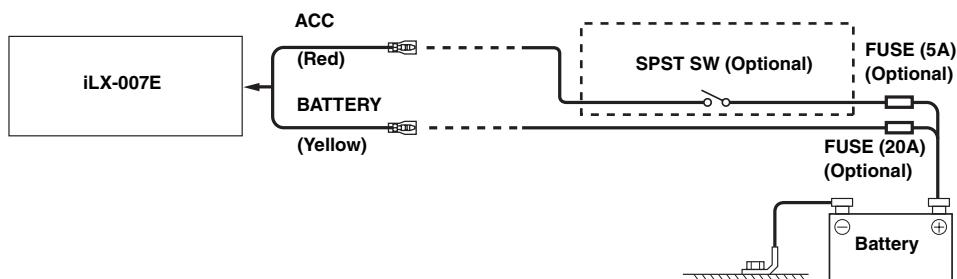 ACC
(Red)
iLX-007E
BATTERY
(Yellow)
SPST SW (Optional)
FUSE (5A)
(Optional)
FUSE (20A)
(Optional)
Battery